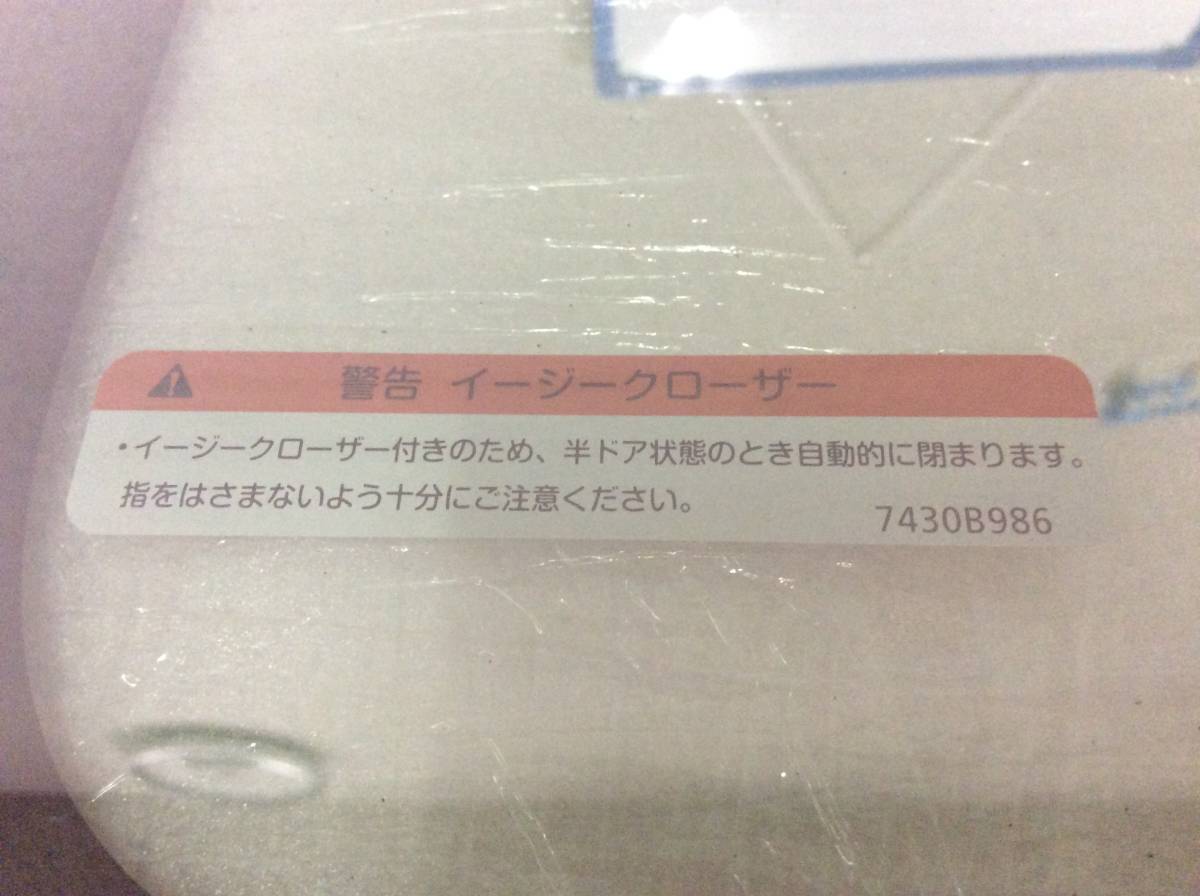 警告 イージークローザー
・イージークローザー付きのため、半ドア状態のとき自動的に閉まります。
指をはさまないよう十分にご注意ください。
7430B986